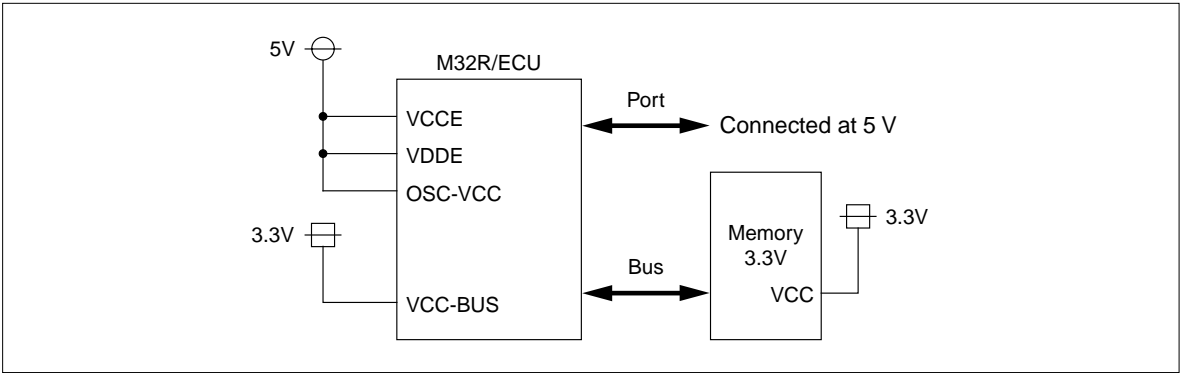 5V
M32R/ECU
VCCE
VDDE
OSC-VCC
3.3V
VCC-BUS
Port
Connected at 5 V
Bus
Memory
3.3V
VCC
3.3V